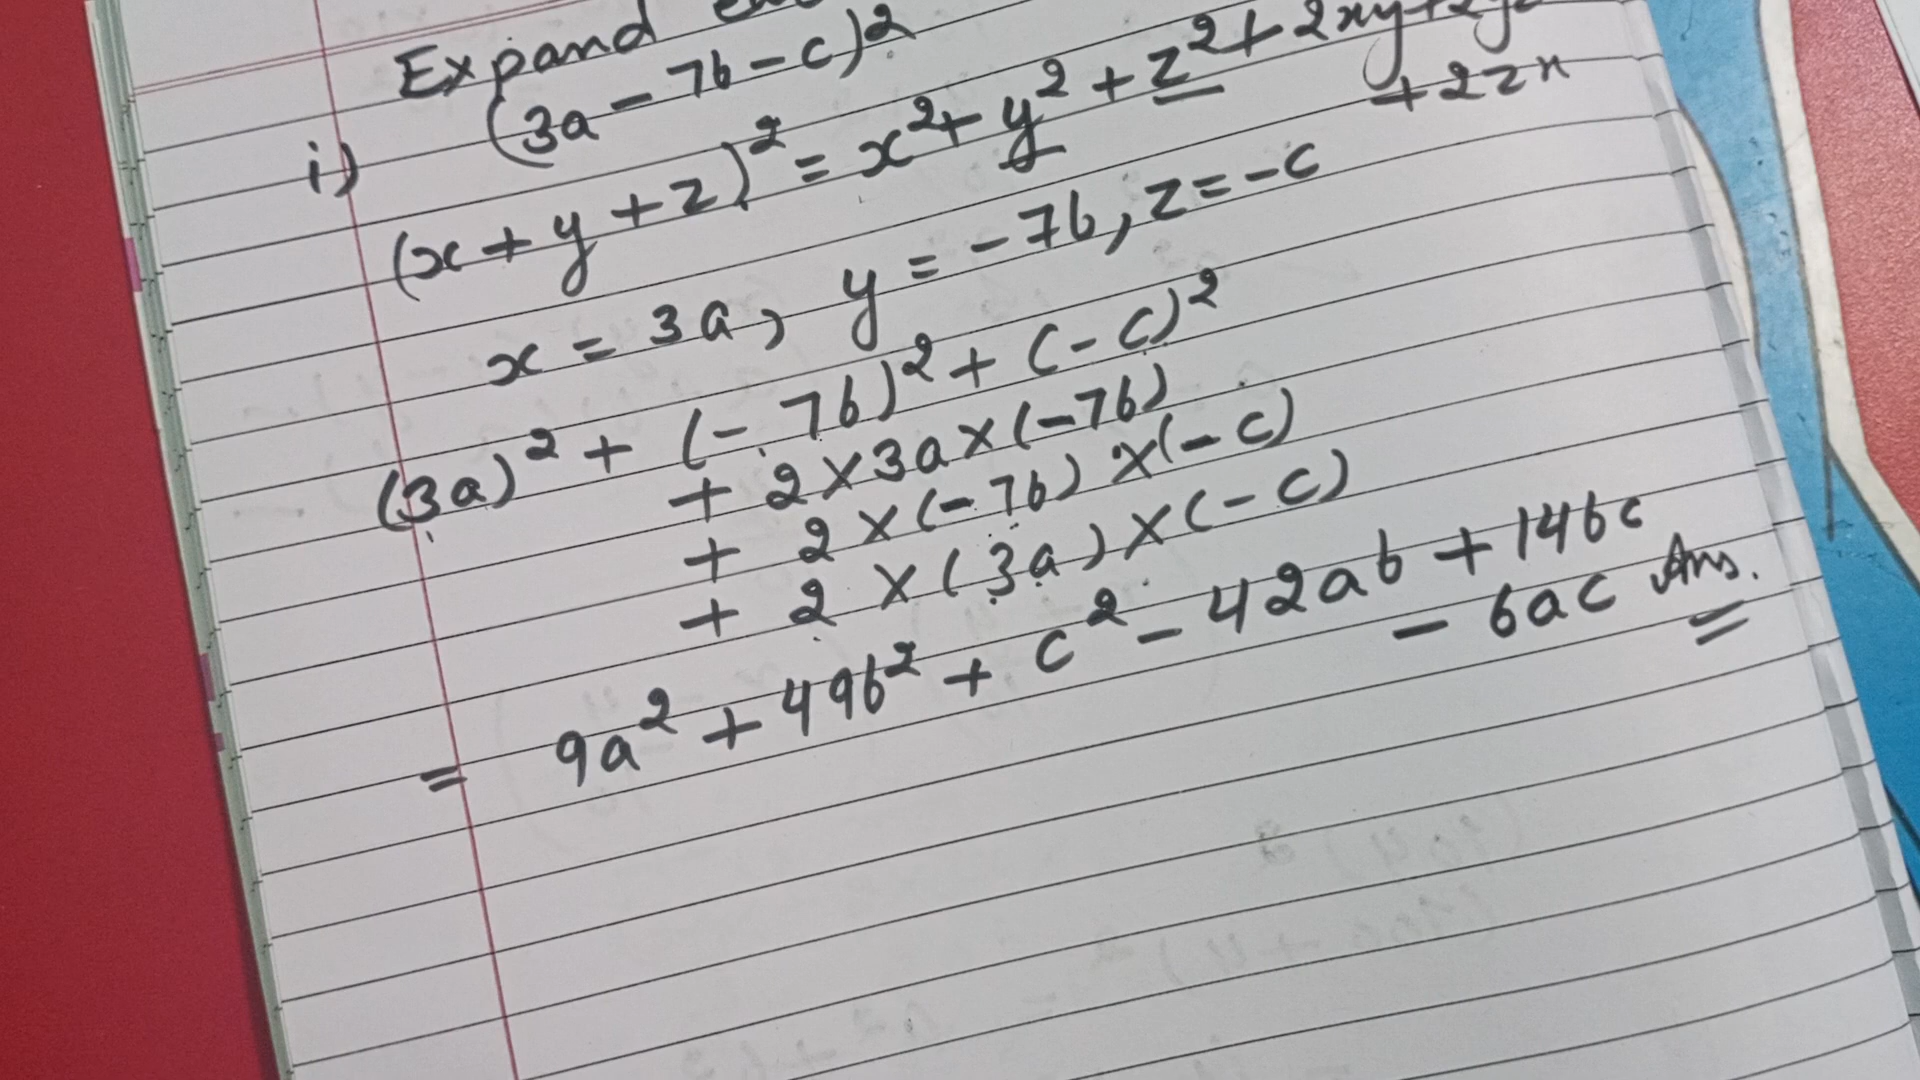 Expand
i) (3a - 7b - c)²
(x + y + z)² = x² + y² + z² + 2xy +
+ 2zx
x = 3a, y = -7b, z = -c
(3a)² + (-7b)² + (-c)²
+ 2 × 3a × (-7b)
+ 2 × (-7b) × (-c)
+ 2 × (3a) × (-c)
= 9a² + 49b² + c² - 42ab + 14bc
- 6ac Ans.